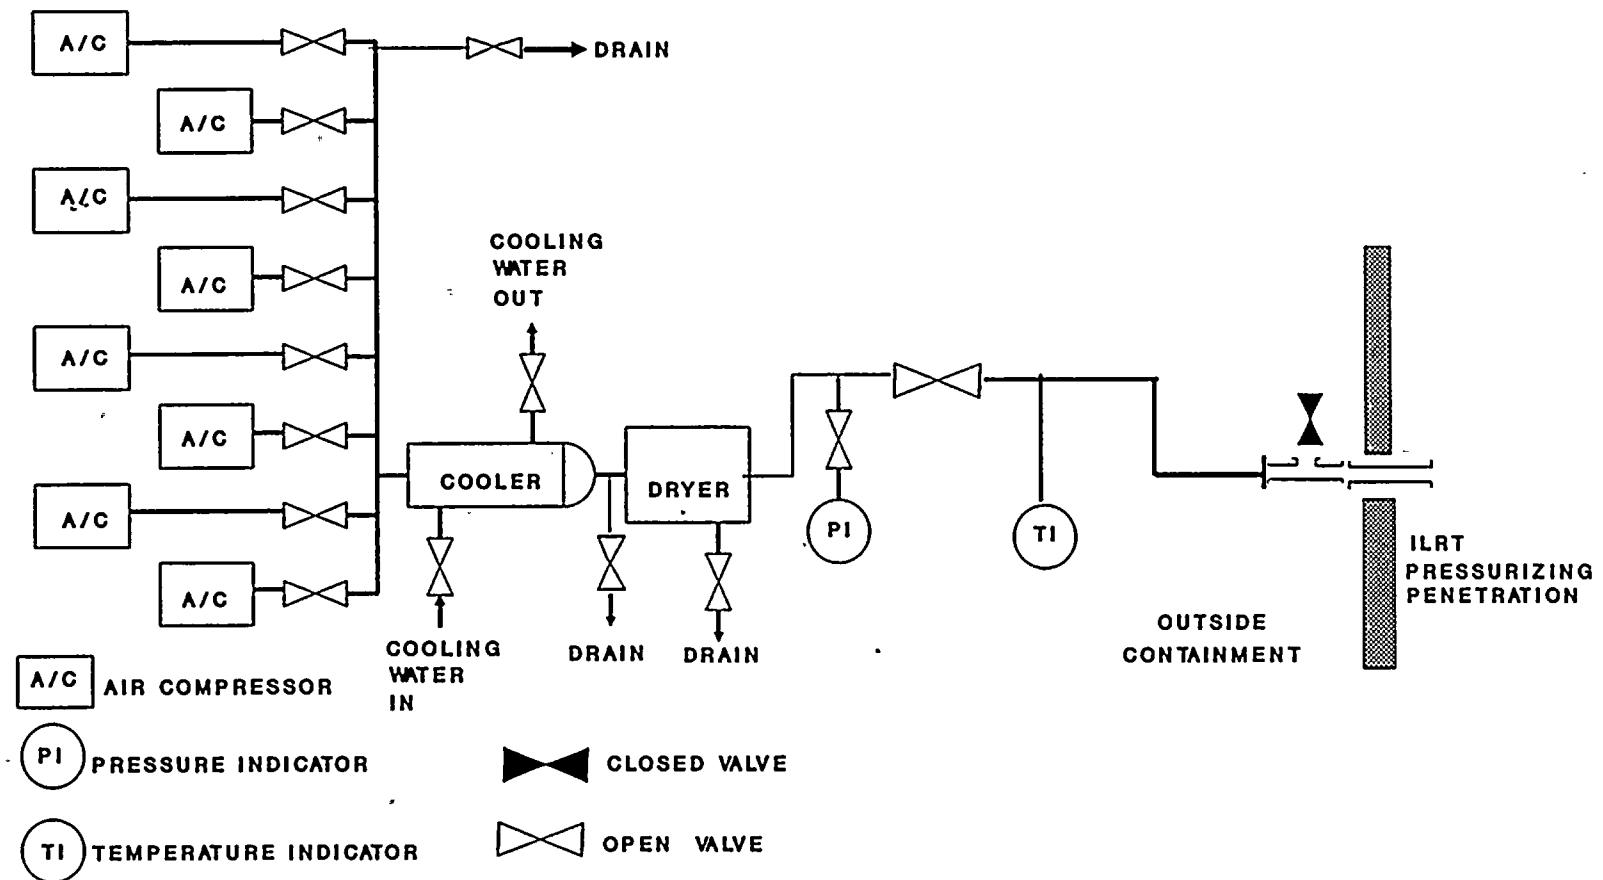 A/C
DRAIN
A/C
A/C
COOLING
WATER
OUT
A/C
A/C
A/C
COOLER
DRYER
A/C
PI
TI
ILRT
PRESSURIZING
PENETRATION
A/C
OUTSIDE
CONTAINMENT
COOLING
WATER
IN
DRAIN
DRAIN
A/C AIR COMPRESSOR
PI PRESSURE INDICATOR
CLOSED VALVE
TI TEMPERATURE INDICATOR
OPEN VALVE